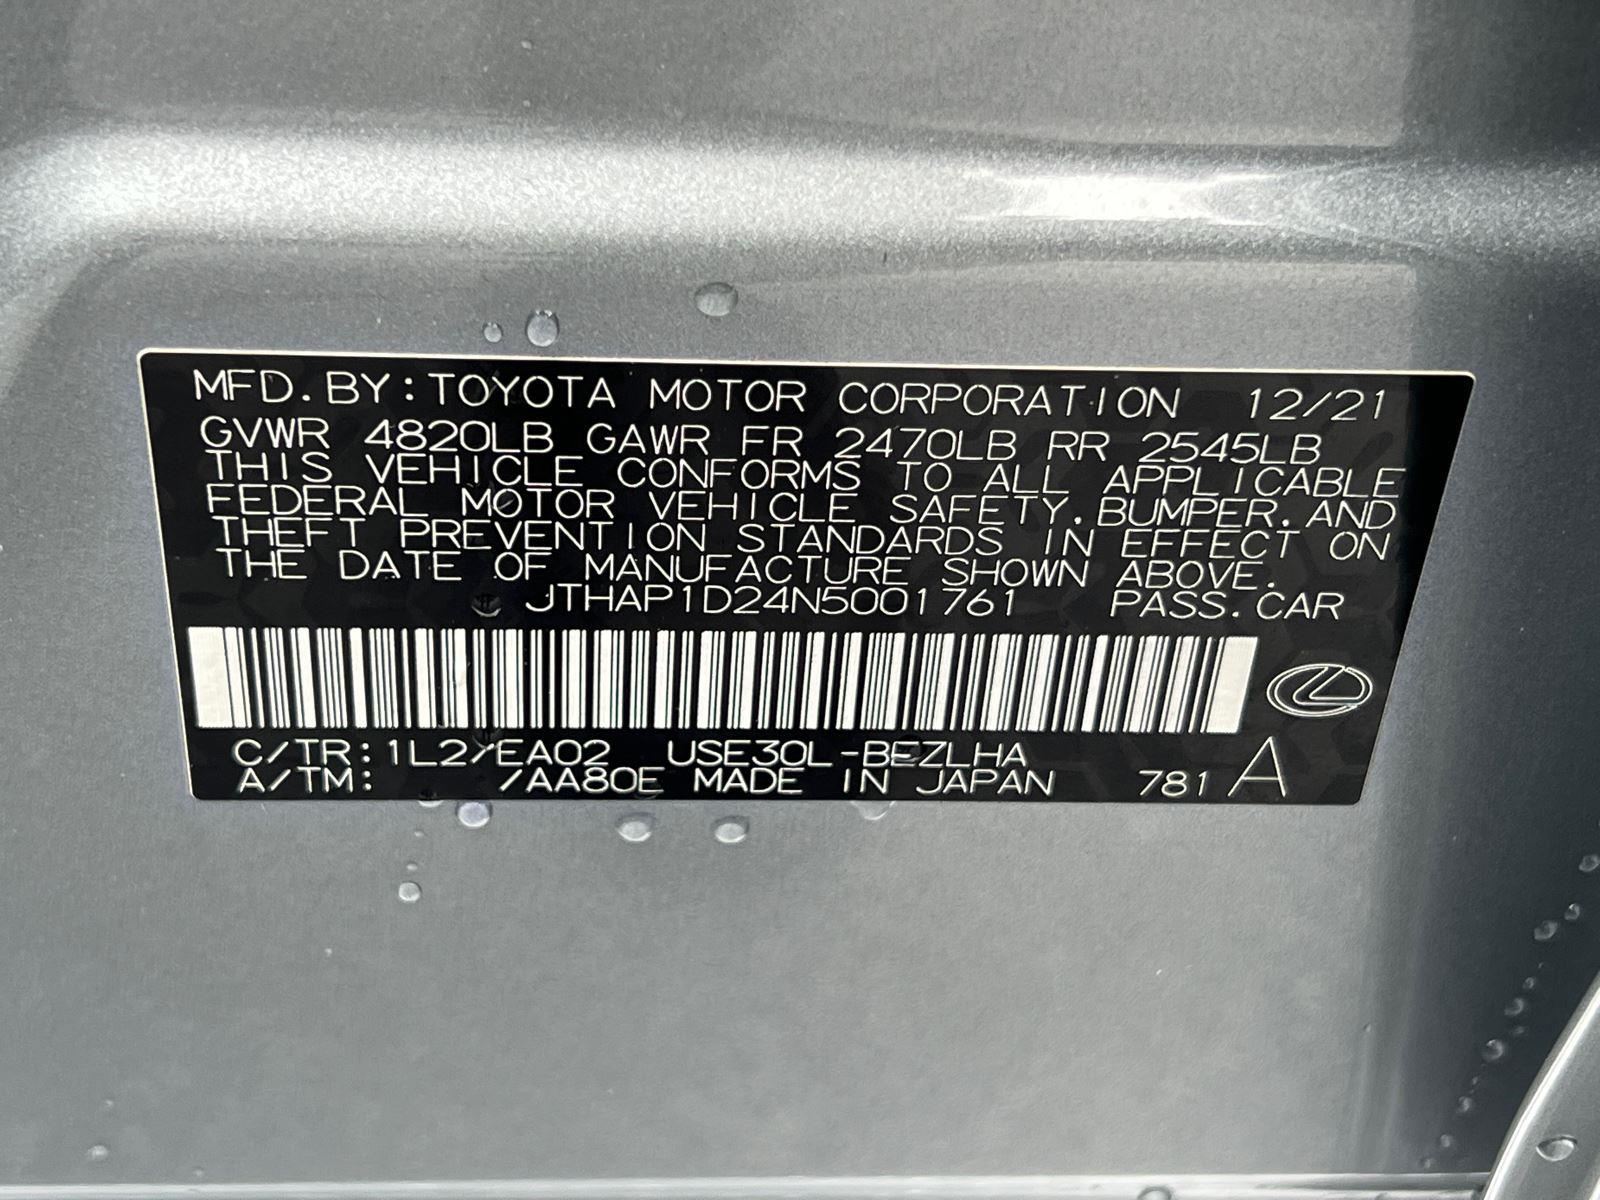 MFD. BY: TOYOTA MOTOR CORPORATION 12/21
GVWR 4820LB GAWR FR 2470LB RR 2545LB
THIS VEHICLE CONFORMS TO ALL APPLICABLE
FEDERAL MOTOR VEHICLE SAFETY, BUMPER, AND
THEFT PREVENTION STANDARDS IN EFFECT ON
THE DATE OF MANUFACTURE SHOWN ABOVE.
JTHAP1D24N5001761 PASS. CAR
C/TR: 1L2/EA02 USE30L-BEZLHA
A/TM: /AA80E MADE IN JAPAN 781 A